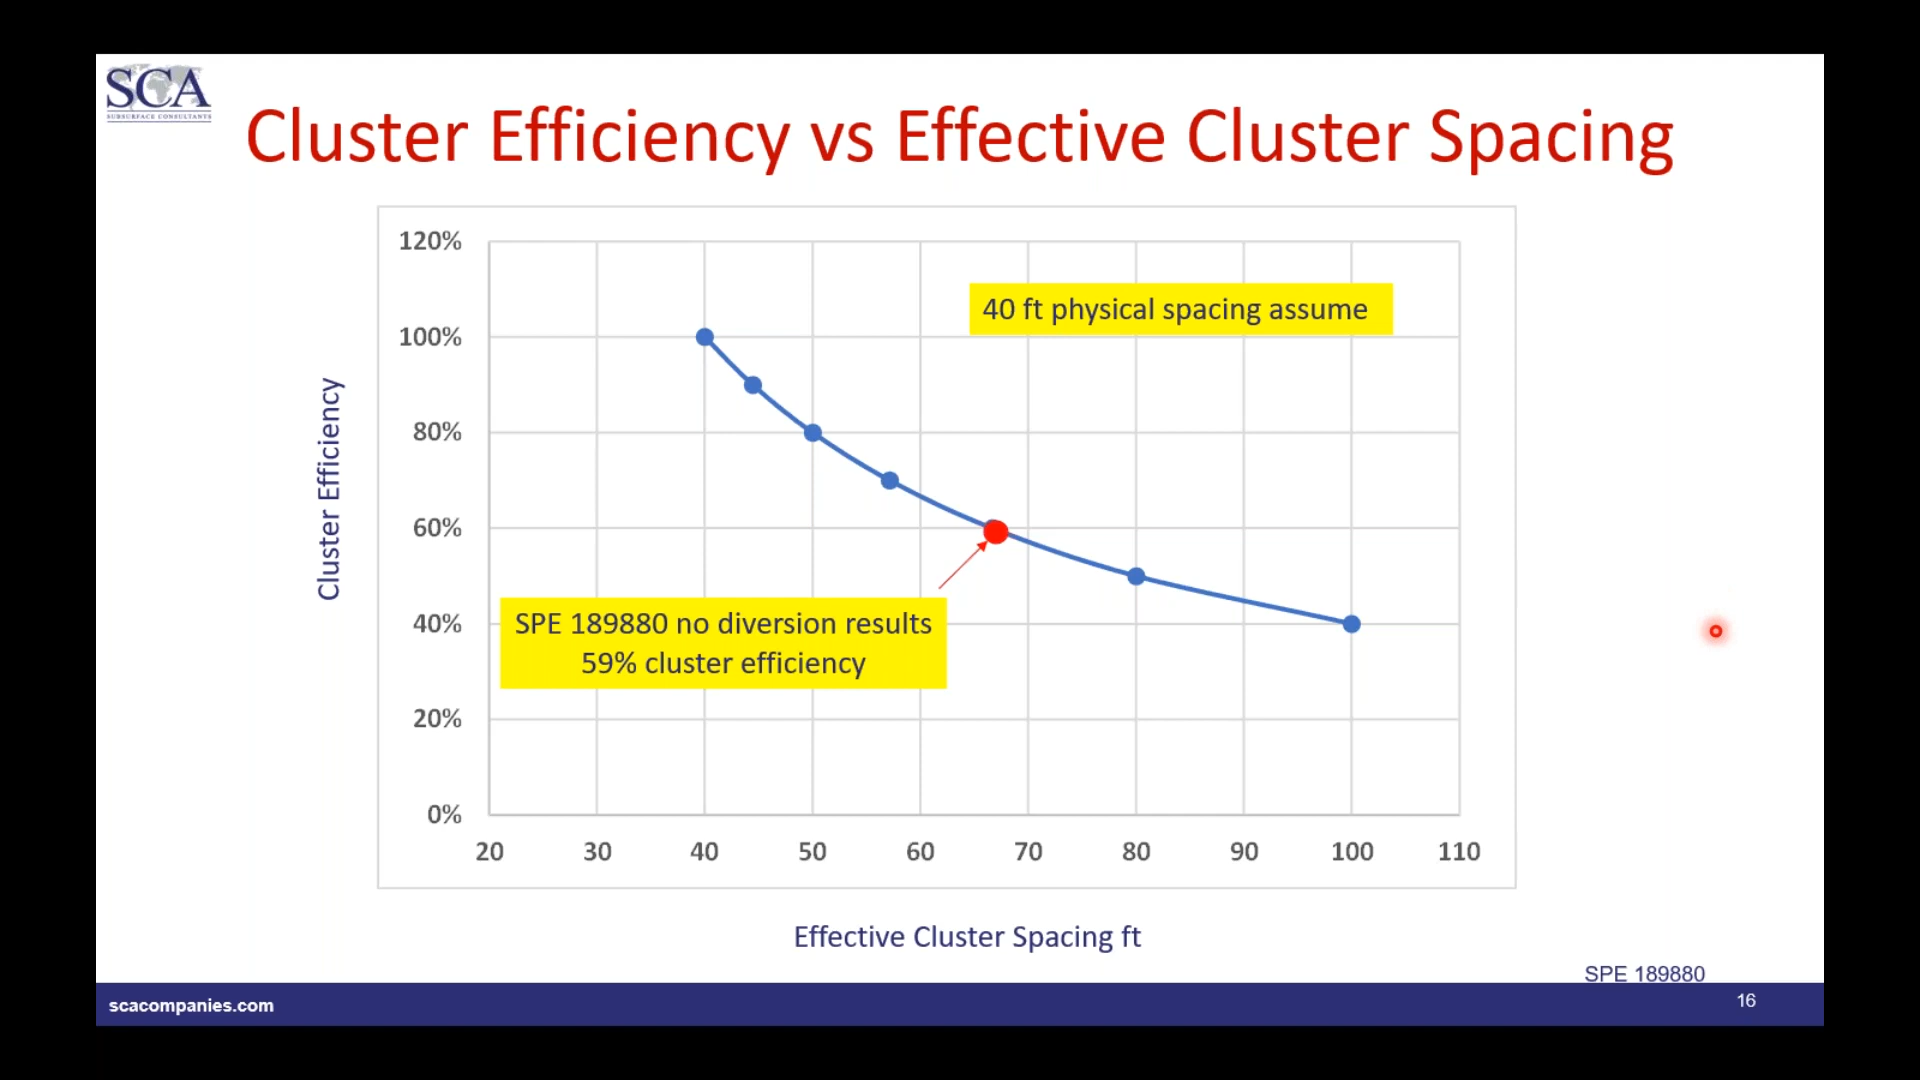 SCA
SUBSURFACE CONSULTANTS
Cluster Efficiency vs Effective Cluster Spacing
120%
100%
80%
60%
40%
20%
0%
Cluster Efficiency
40 ft physical spacing assume
SPE 189880 no diversion results
59% cluster efficiency
20 30 40 50 60 70 80 90 100 110
Effective Cluster Spacing ft
SPE 189880
scacompanies.com
16